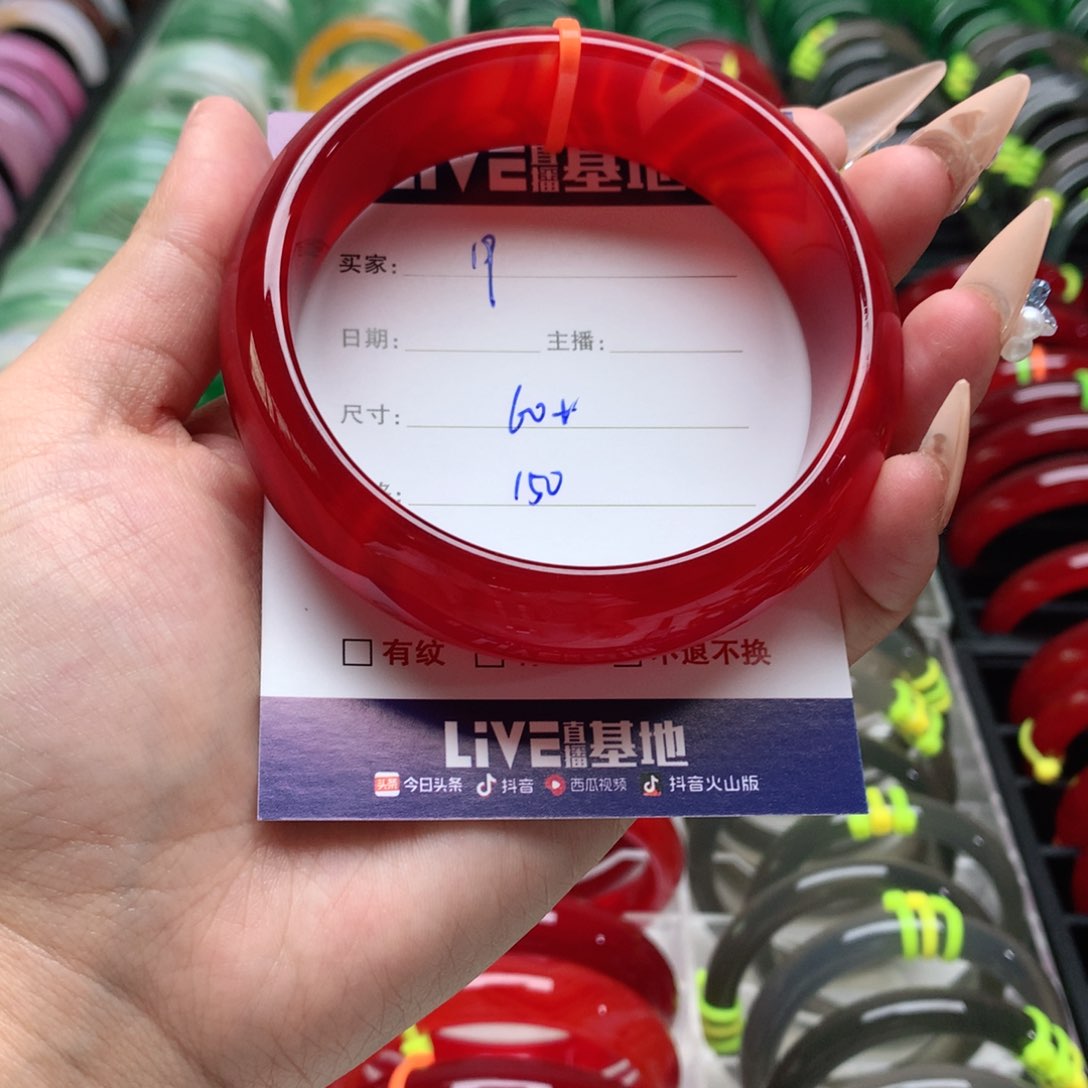 LiVE直播基地
买家: 19
日期: 主播:
尺寸: 60+
150
有纹 不退不换
LiVE直播基地
头条 今日头条 抖音 西瓜视频 抖音火山版